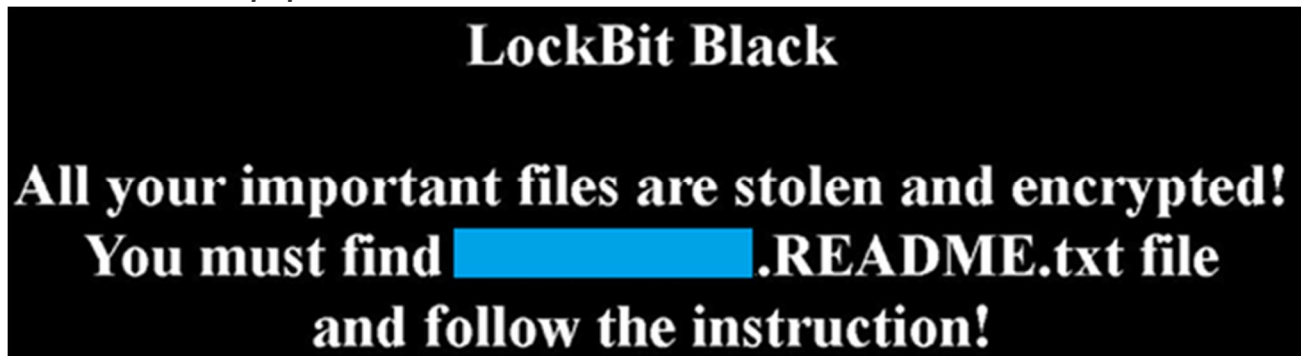 LockBit Black
All your important files are stolen and encrypted!
You must find .README.txt file
and follow the instruction!